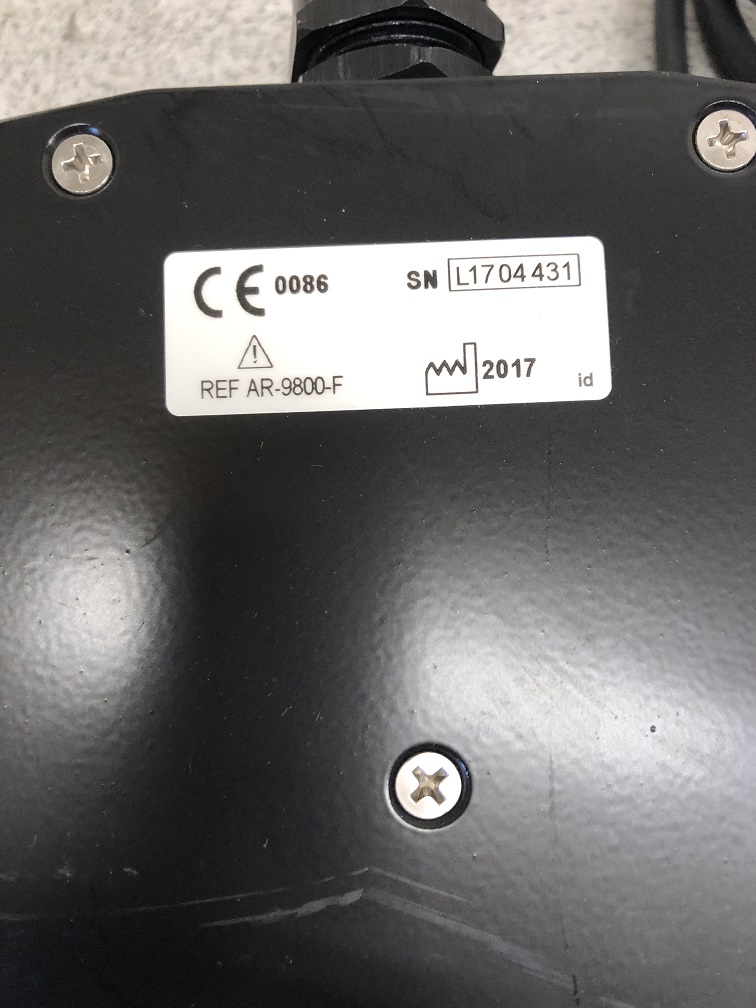 CE 0086
SN L1704431
REF AR-9800-F
2017
id